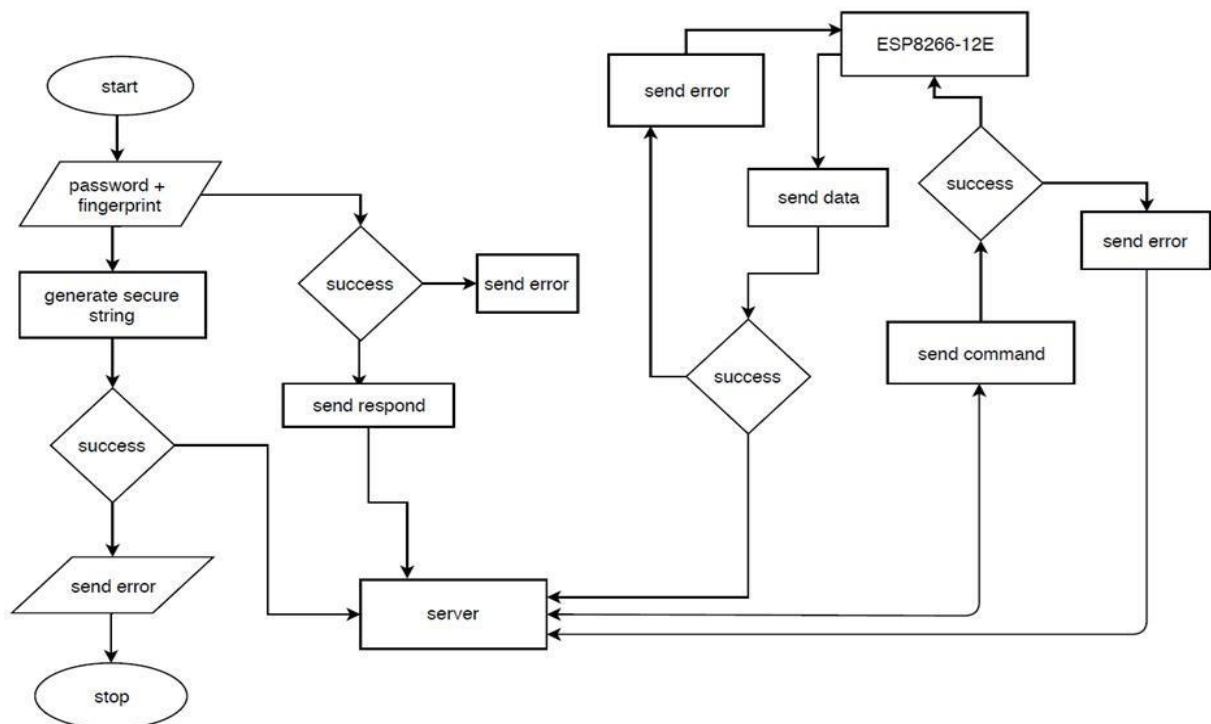 start
password +
fingerprint
generate secure
string
success
send error
stop
success
send error
send respond
server
send error
ESP8266-12E
send data
success
success
send error
send command